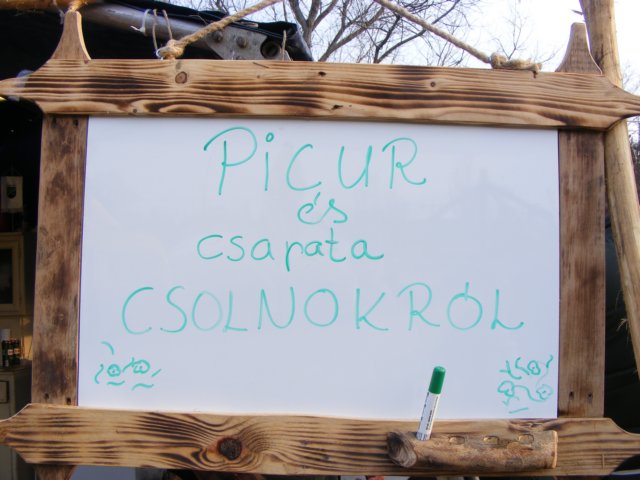 PiCUR
és
csapata
CSOLNOKRÓL